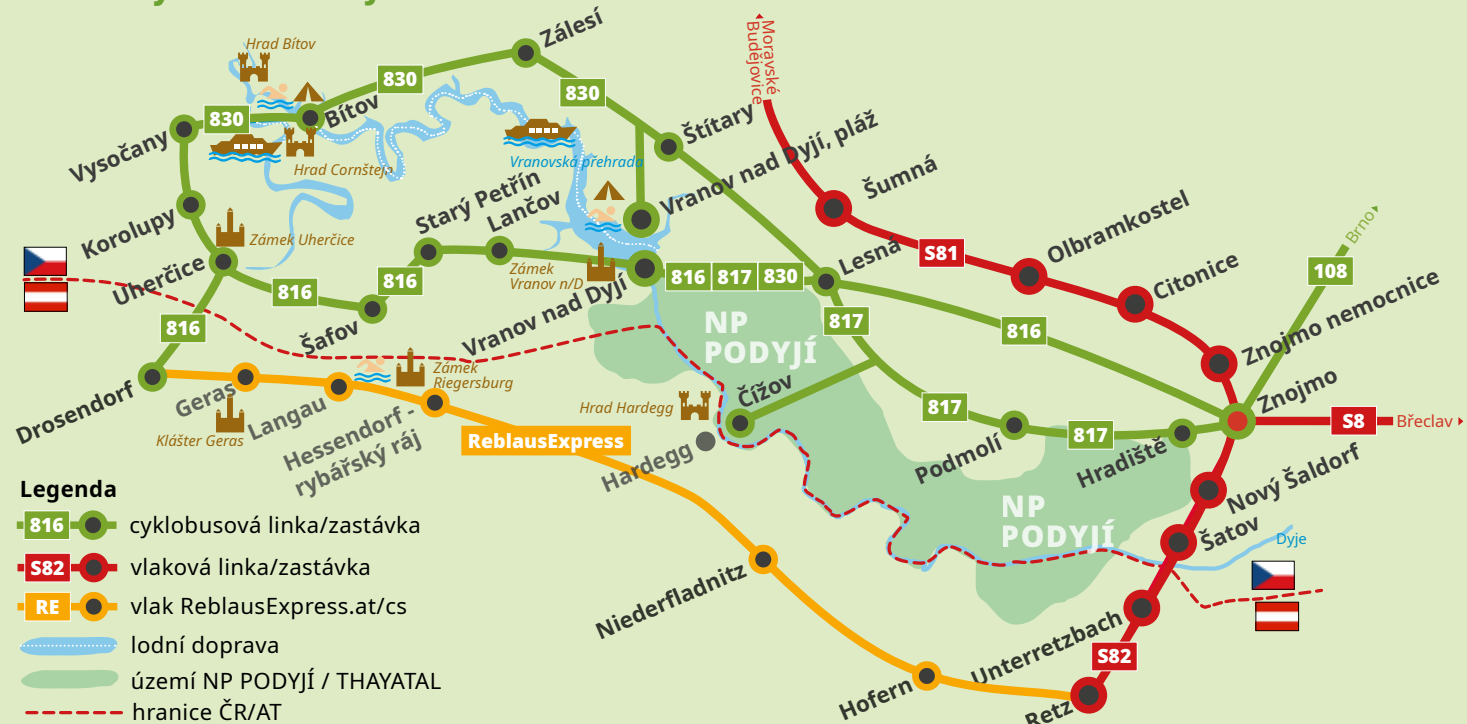 Zálesí
Moravské
Budějovice
Hrad Bítov
830
830
830
Bítov
Štítary
Vysočany
Hrad Cornštejn
Vranovská přehrada
Vranov nad Dyjí, pláž
Šumná
Starý Petřín
Lančov
Korolupy
Zámek Uherčice
Olbramkostel
Brno
Lesná
S81
Uherčice
Zámek
Vranov n/D
816
817
830
108
Citonice
816
816
Vranov nad Dyjí
NP
PODYJÍ
817
816
816
Šafov
Znojmo nemocnice
Zámek
Riegersburg
Drosendorf
Geras
Langau
Klášter Geras
Hessendorf -
rybářský ráj
ReblausExpress
Hrad Hardegg
Čížov
Hardegg
817
Podmolí
817
Hradiště
Znojmo
S8
Břeclav
Nový Šaldorf
NP
PODYJÍ
Šatov
Dyje
Niederfladnitz
Unterretzbach
S82
Hofern
Retz
Legenda
816 cyklobusová linka/zastávka
S82 vlaková linka/zastávka
RE vlak ReblausExpress.at/cs
lodní doprava
území NP PODYJÍ / THAYATAL
hranice ČR/AT